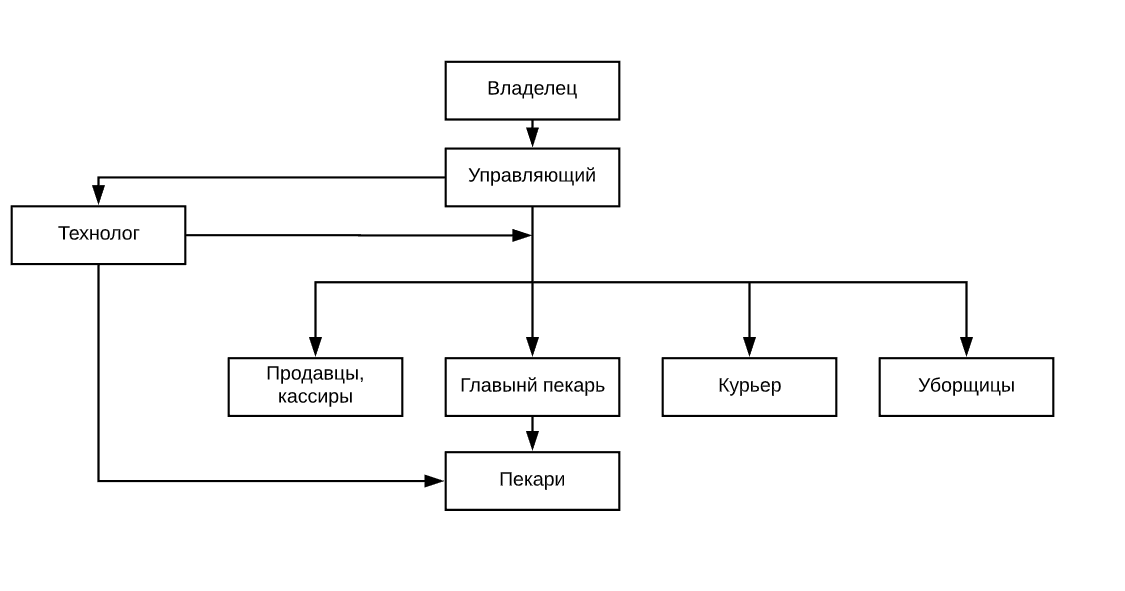 Владелец
Управляющий
Технолог
Продавцы,
кассиры
Главынй пекарь
Курьер
Уборщицы
Пекари